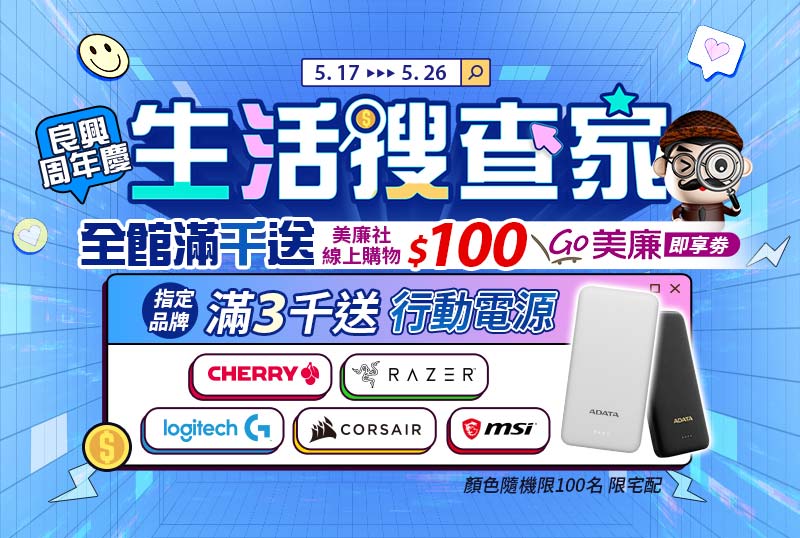 5.17 ▸▸▸ 5.26
良興
周年慶
生活搜查家
全館滿千送
美廉社
線上購物
$100
Go美廉
即享券
指定
品牌
滿3千送 行動電源
CHERRY
RAZER
logitech G
CORSAIR
msi
ADATA
ADATA
顏色隨機限100名 限宅配